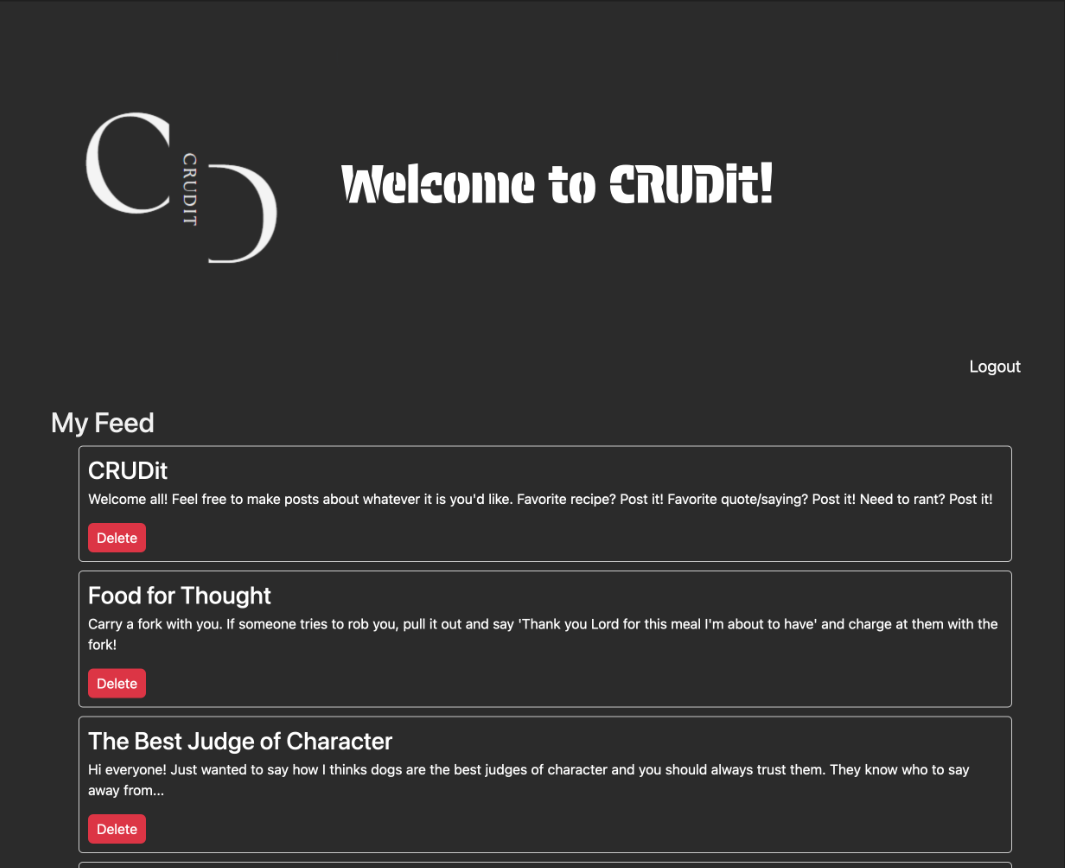 CRUDIT
Welcome to CRUDit!
Logout
My Feed
CRUDit
Welcome all! Feel free to make posts about whatever it is you'd like. Favorite recipe? Post it! Favorite quote/saying? Post it! Need to rant? Post it!
Delete
Food for Thought
Carry a fork with you. If someone tries to rob you, pull it out and say 'Thank you Lord for this meal I'm about to have' and charge at them with the
fork!
Delete
The Best Judge of Character
Hi everyone! Just wanted to say how I thinks dogs are the best judges of character and you should always trust them. They know who to say
away from...
Delete